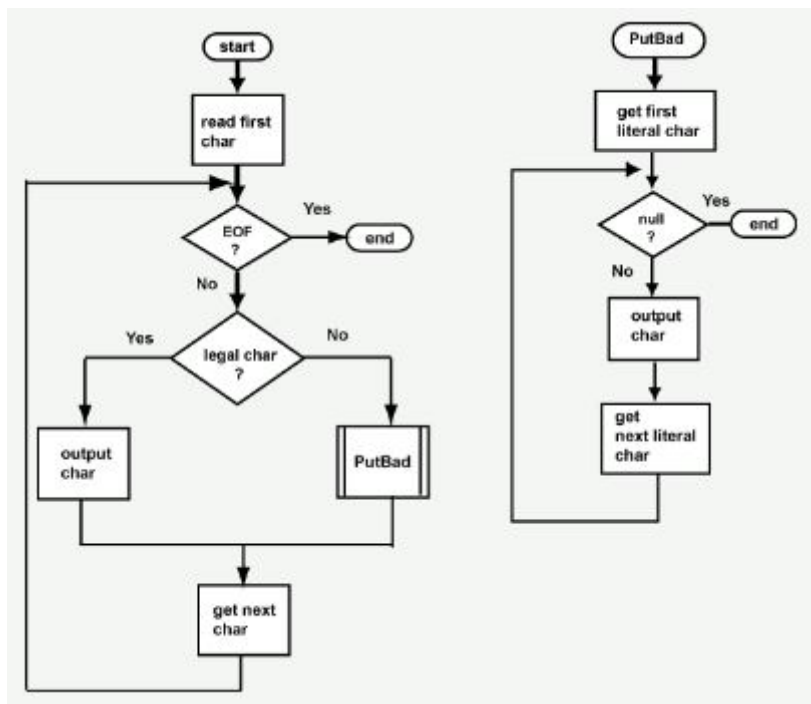 start
read first
char
EOF
?
Yes
end
No
legal char
?
Yes
No
output
char
PutBad
get next
char
PutBad
get first
literal char
null
?
Yes
end
No
output
char
get
next literal
char